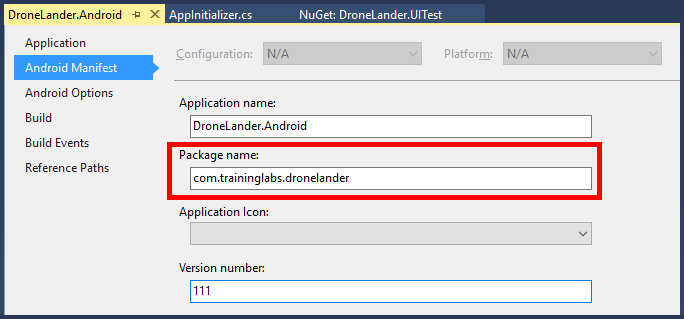 DroneLander.Android
AppInitializer.cs
NuGet: DroneLander.UITest
Application
Android Manifest
Android Options
Build
Build Events
Reference Paths
Configuration: N/A Platform: N/A
Application name:
DroneLander.Android
Package name:
com.traininglabs.dronelander
Application Icon:
Version number:
111